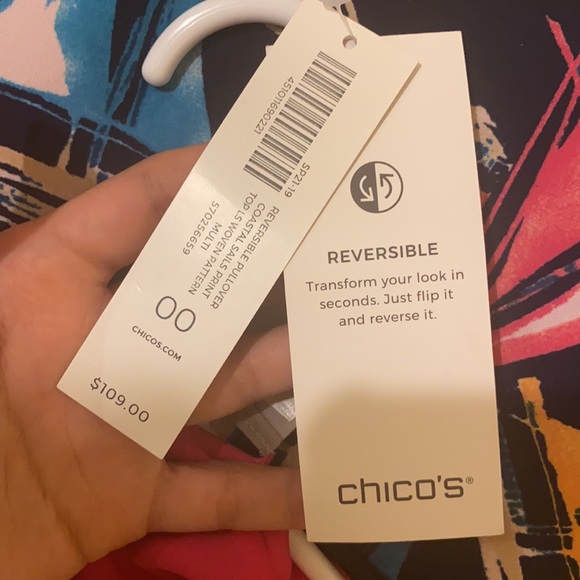 451011690221
SP21-19
REVERSIBLE PULLOVER
COASTAL SAILS PRINT
TOP LS WOVEN PATTERN
MULTI
570256659
00
CHICOS.COM
$109.00
REVERSIBLE
Transform your look in
seconds. Just flip it
and reverse it.
chico's®